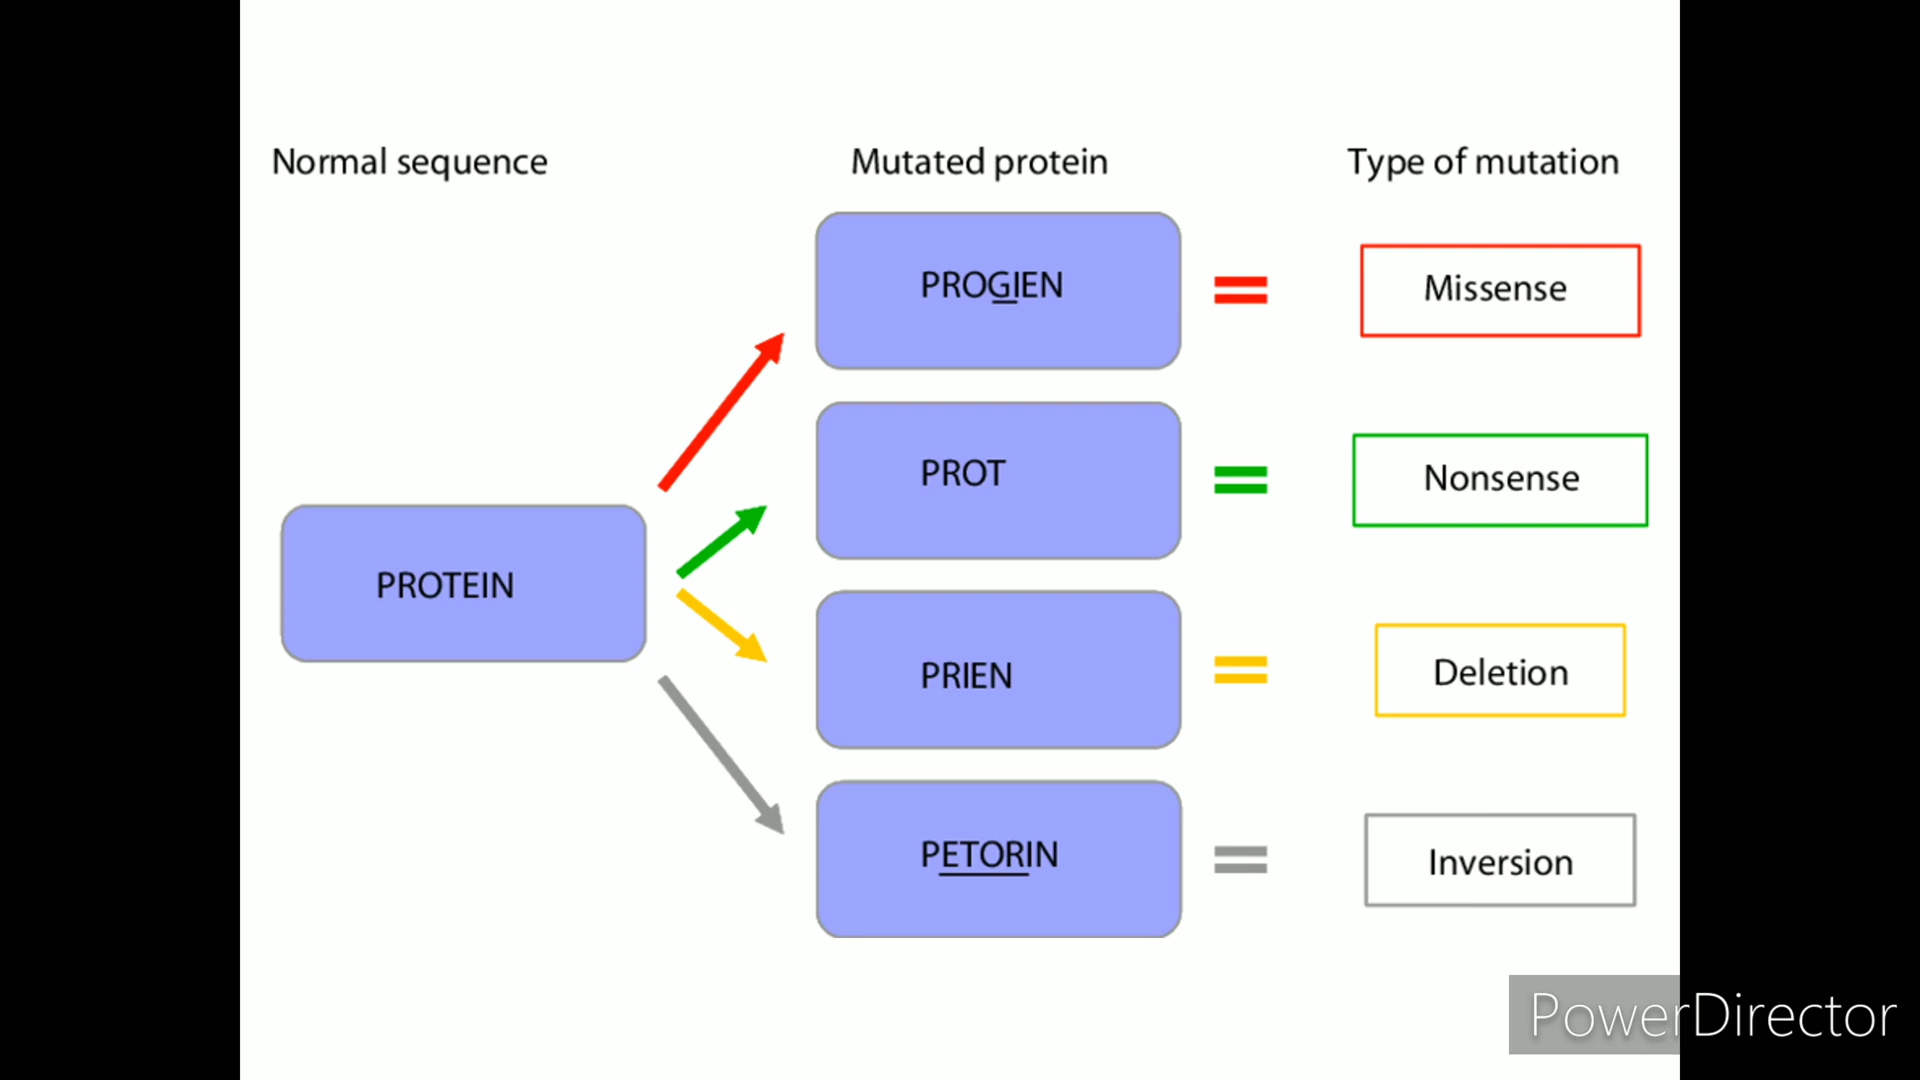 Normal sequence
Mutated protein
Type of mutation
PROGIEN
Missense
PROT
Nonsense
PROTEIN
PRIEN
Deletion
PETORIN
Inversion
PowerDirector